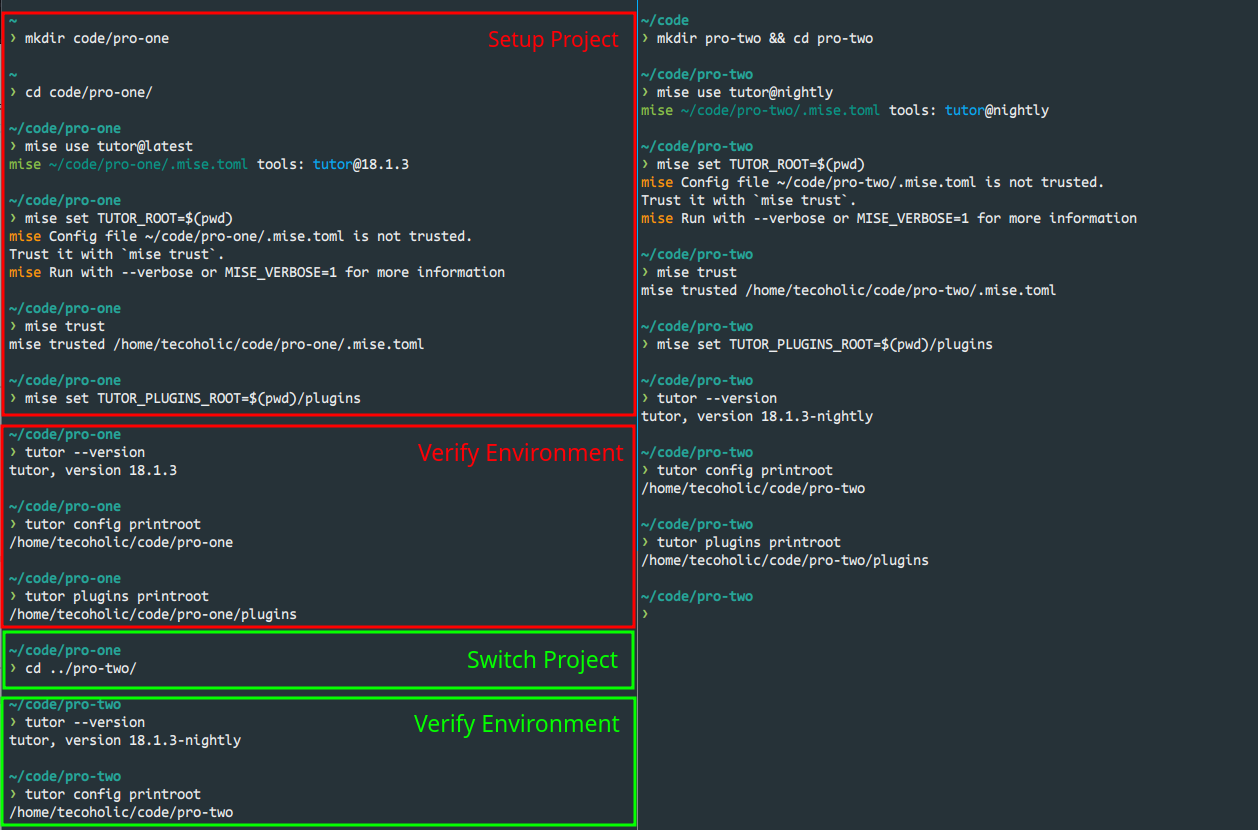 ~
❯ mkdir code/pro-one
Setup Project
~
❯ cd code/pro-one/
~/code/pro-one
❯ mise use tutor@latest
mise ~/code/pro-one/.mise.toml tools: tutor@18.1.3
~/code/pro-one
❯ mise set TUTOR_ROOT=$(pwd)
mise Config file ~/code/pro-one/.mise.toml is not trusted.
Trust it with `mise trust`.
mise Run with --verbose or MISE_VERBOSE=1 for more information
~/code/pro-one
❯ mise trust
mise trusted /home/tecoholic/code/pro-one/.mise.toml
~/code/pro-one
❯ mise set TUTOR_PLUGINS_ROOT=$(pwd)/plugins
~/code/pro-one
❯ tutor --version
Verify Environment
tutor, version 18.1.3
~/code/pro-one
❯ tutor config printroot
/home/tecoholic/code/pro-one
~/code/pro-one
❯ tutor plugins printroot
/home/tecoholic/code/pro-one/plugins
~/code/pro-one
❯ cd ../pro-two/
Switch Project
~/code/pro-two
❯ tutor --version
Verify Environment
tutor, version 18.1.3-nightly
~/code/pro-two
❯ tutor config printroot
/home/tecoholic/code/pro-two
~/code
❯ mkdir pro-two && cd pro-two
~/code/pro-two
❯ mise use tutor@nightly
mise ~/code/pro-two/.mise.toml tools: tutor@nightly
~/code/pro-two
❯ mise set TUTOR_ROOT=$(pwd)
mise Config file ~/code/pro-two/.mise.toml is not trusted.
Trust it with `mise trust`.
mise Run with --verbose or MISE_VERBOSE=1 for more information
~/code/pro-two
❯ mise trust
mise trusted /home/tecoholic/code/pro-two/.mise.toml
~/code/pro-two
❯ mise set TUTOR_PLUGINS_ROOT=$(pwd)/plugins
~/code/pro-two
❯ tutor --version
tutor, version 18.1.3-nightly
~/code/pro-two
❯ tutor config printroot
/home/tecoholic/code/pro-two
~/code/pro-two
❯ tutor plugins printroot
/home/tecoholic/code/pro-two/plugins
~/code/pro-two
❯